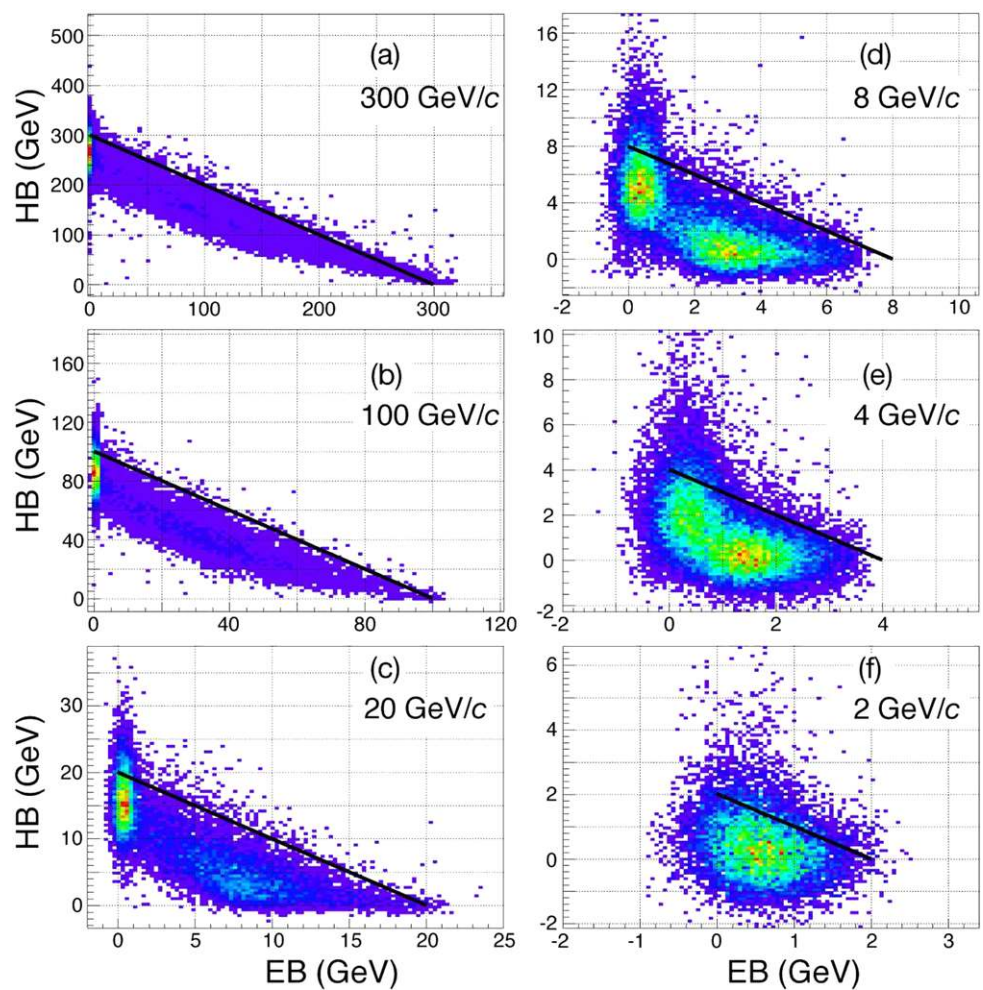 (a)
300 GeV/c
HB (GeV)
500
400
300
200
100
0
0 100 200 300
(d)
8 GeV/c
16
12
8
4
0
-2 0 2 4 6 8 10
(b)
100 GeV/c
HB (GeV)
160
120
80
40
0
0 40 80 120
(e)
4 GeV/c
10
8
6
4
2
0
-2
-2 0 2 4
(c)
20 GeV/c
HB (GeV)
30
20
10
0
0 5 10 15 20 25
EB (GeV)
(f)
2 GeV/c
6
4
2
0
-2
-2 -1 0 1 2 3
EB (GeV)